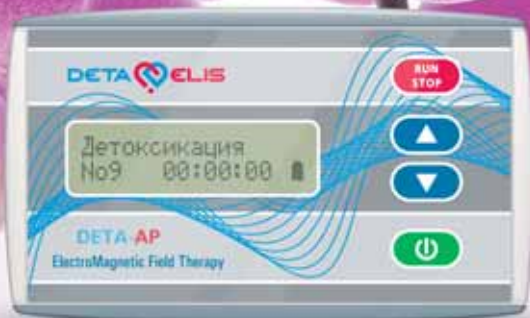 DETA ELIS
RUN
STOP
Детоксикация
No9 00:00:00
DETA-AP
ElectroMagnetic Field Therapy